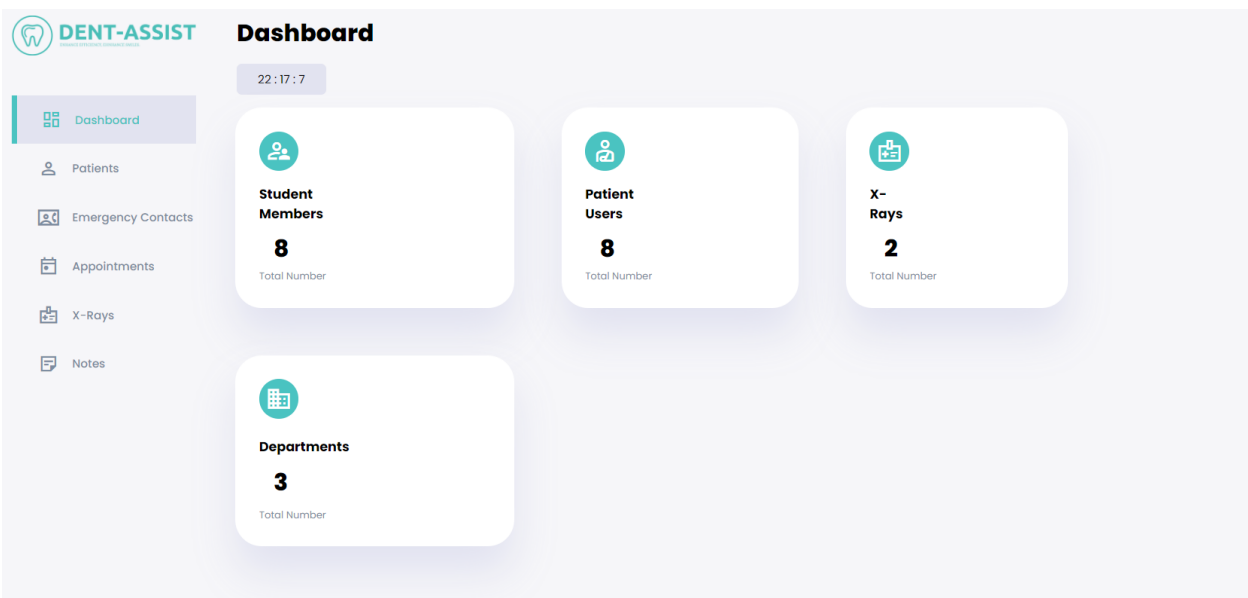 DENT-ASSIST
Dashboard
22 : 17 : 7
Dashboard
Patients
Emergency Contacts
Appointments
X-Rays
Notes
Student
Members
8
Total Number
Patient
Users
8
Total Number
X-
Rays
2
Total Number
Departments
3
Total Number